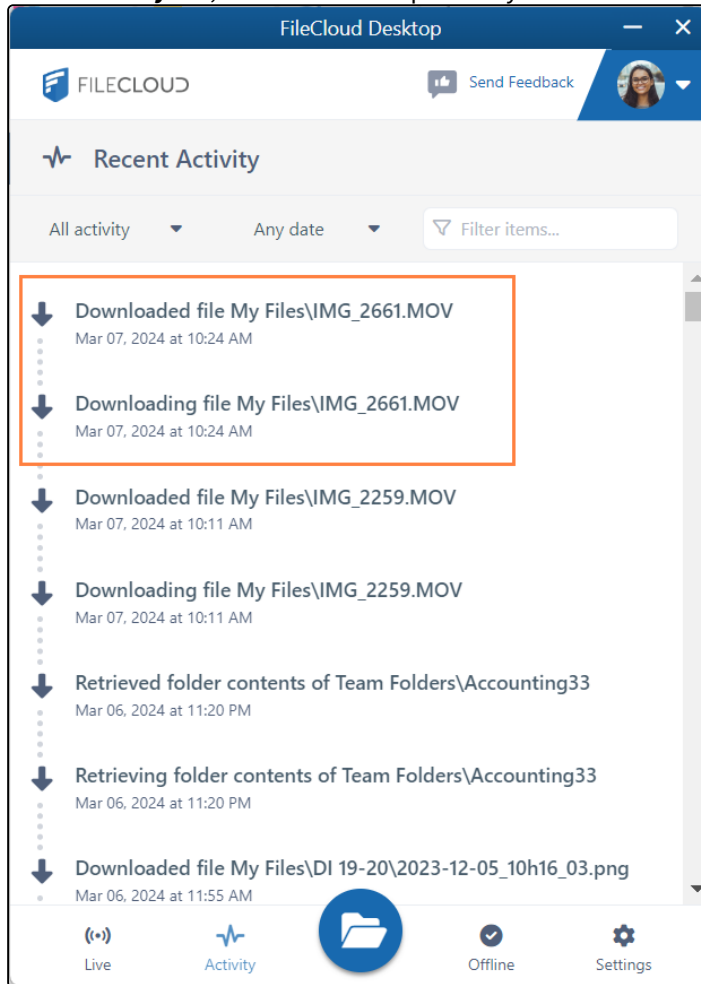 FileCloud Desktop
FILECLOUD
Send Feedback
Recent Activity
All activity
Any date
Filter items...
Downloaded file My Files\IMG_2661.MOV
Mar 07, 2024 at 10:24 AM
Downloading file My Files\IMG_2661.MOV
Mar 07, 2024 at 10:24 AM
Downloaded file My Files\IMG_2259.MOV
Mar 07, 2024 at 10:11 AM
Downloading file My Files\IMG_2259.MOV
Mar 07, 2024 at 10:11 AM
Retrieved folder contents of Team Folders\Accounting33
Mar 06, 2024 at 11:20 PM
Retrieving folder contents of Team Folders\Accounting33
Mar 06, 2024 at 11:20 PM
Downloaded file My Files\DI 19-20\2023-12-05_10h16_03.png
Mar 06, 2024 at 11:55 AM
Live
Activity
Offline
Settings